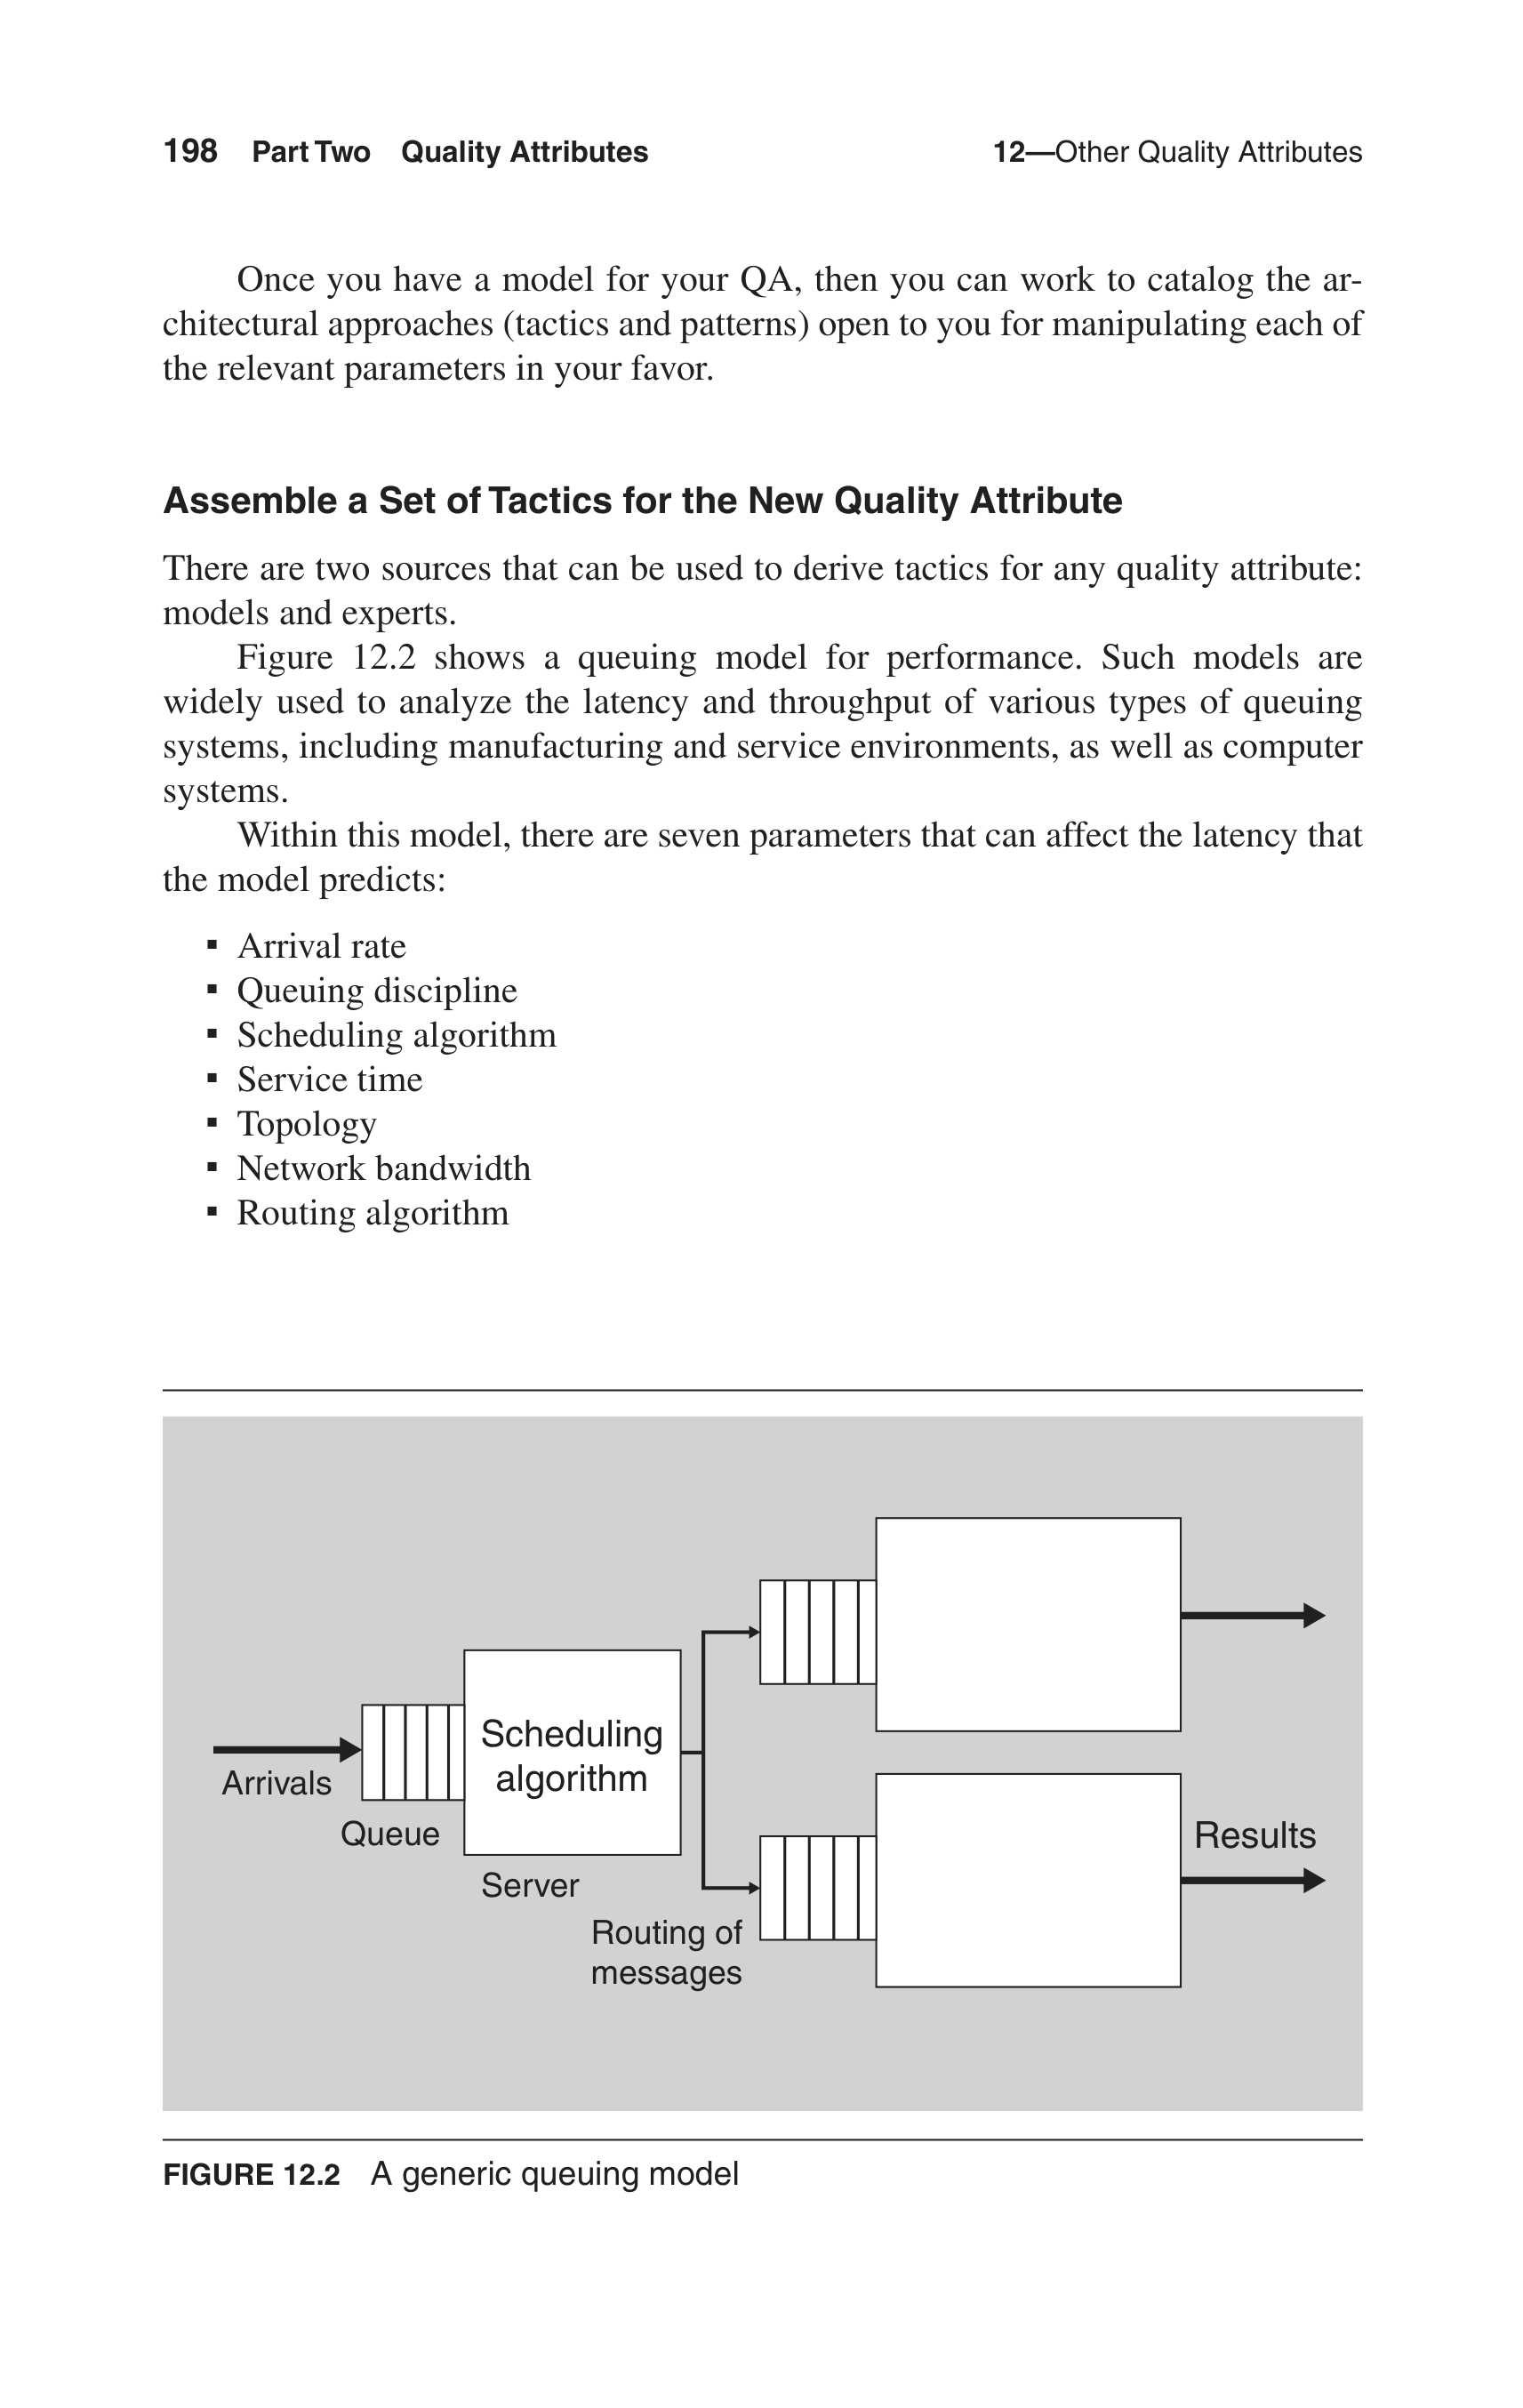 198 Part Two Quality Attributes 12—Other Quality Attributes
Once you have a model for your QA, then you can work to catalog the ar-
chitectural approaches (tactics and patterns) open to you for manipulating each of
the relevant parameters in your favor.
Assemble a Set of Tactics for the New Quality Attribute
There are two sources that can be used to derive tactics for any quality attribute:
models and experts.
Figure 12.2 shows a queuing model for performance. Such models are
widely used to analyze the latency and throughput of various types of queuing
systems, including manufacturing and service environments, as well as computer
systems.
Within this model, there are seven parameters that can affect the latency that
the model predicts:
▪ Arrival rate
▪ Queuing discipline
▪ Scheduling algorithm
▪ Service time
▪ Topology
▪ Network bandwidth
▪ Routing algorithm
Arrivals
Queue
Scheduling
algorithm
Server
Routing of
messages
Results
FIGURE 12.2 A generic queuing model